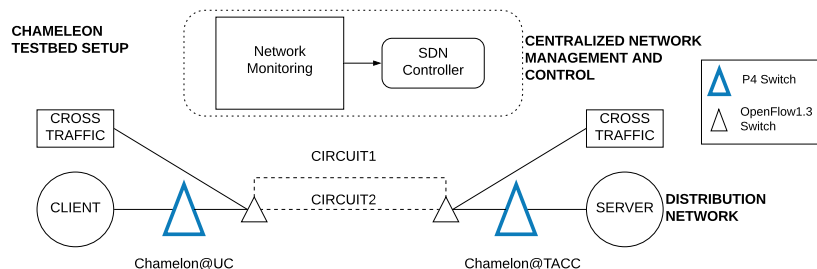 CHAMELEON
TESTBED SETUP
Network
Monitoring
SDN
Controller
CENTRALIZED NETWORK
MANAGEMENT AND
CONTROL
P4 Switch
OpenFlow1.3
Switch
CROSS
TRAFFIC
CROSS
TRAFFIC
CIRCUIT1
CIRCUIT2
CLIENT
SERVER
DISTRIBUTION
NETWORK
Chamelon@UC
Chamelon@TACC